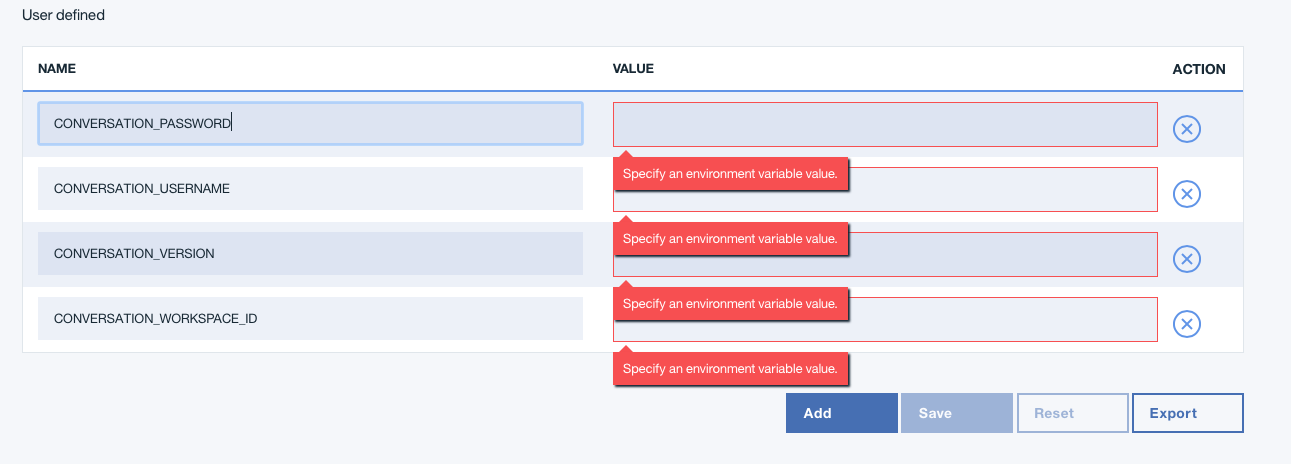 User defined
NAME VALUE ACTION
CONVERSATION_PASSWORD
Specify an environment variable value.
CONVERSATION_USERNAME
Specify an environment variable value.
CONVERSATION_VERSION
Specify an environment variable value.
CONVERSATION_WORKSPACE_ID
Specify an environment variable value.
Add Save Reset Export